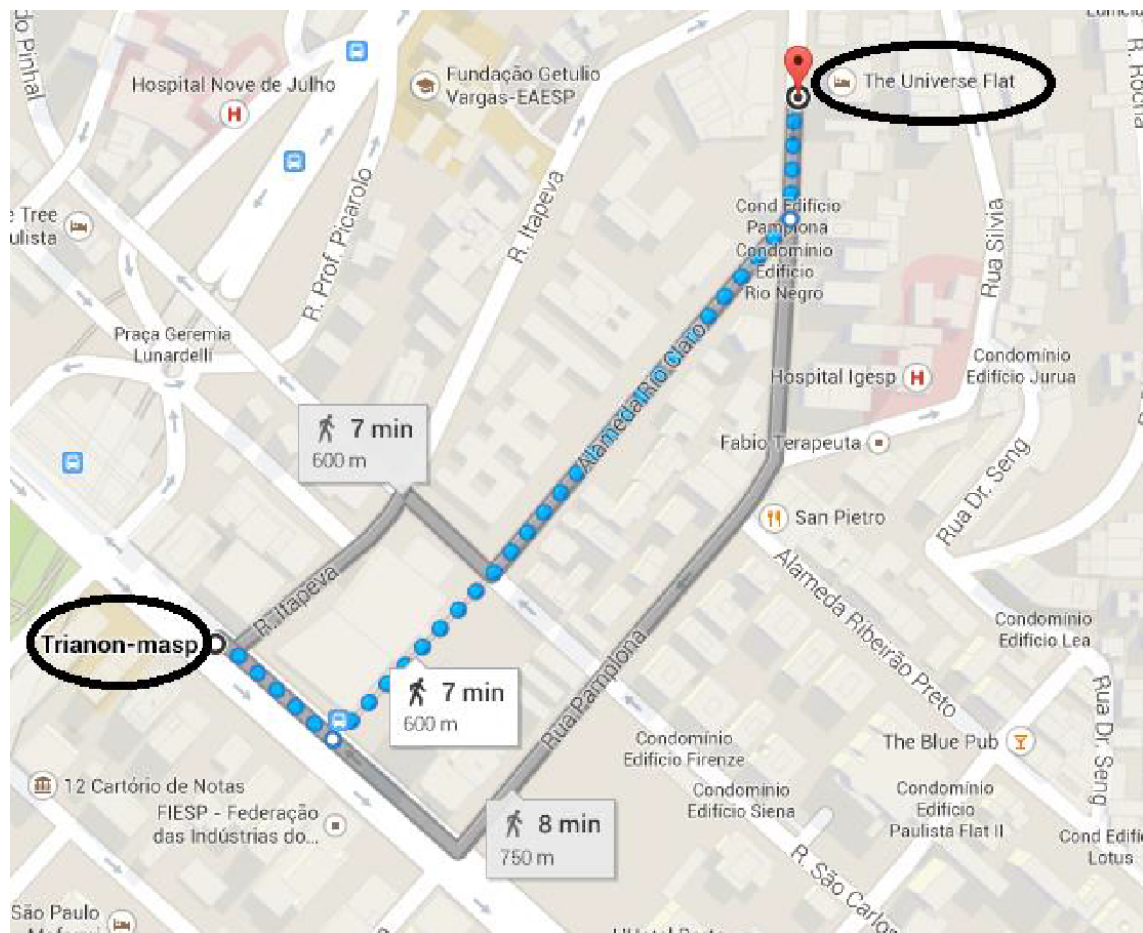 do Pinhal
Hospital Nove de Julho
H
Fundação Getulio
Vargas-EAESP
The Universe Flat
R. Rocha
e Tree
ulista
R. Prof. Picarolo
R. Itapeva
Cond Edifício
Pamplona
Condomínio
Edifício
Rio Negro
Rua Silvia
Praça Geremia
Lunardelli
Alameda Rio Claro
Hospital Igesp H
Condomínio
Edifício Jurua
7 min
600 m
Fabio Terapeuta
Rua Dr. Seng
San Pietro
Alameda Ribeirão Preto
R. Itapeva
Trianon-masp
Condomínio
Edifício Lea
7 min
600 m
Rua Pamplona
Rua Dr. Seng
Condomínio
Edifício Firenze
The Blue Pub
12 Cartório de Notas
FIESP - Federação
das Indústrias do...
Condomínio
Edifício Siena
Condomínio
Edifício
Paulista Flat II
8 min
750 m
Cond Edifí
Lotus
R. São Carlos
São Paulo